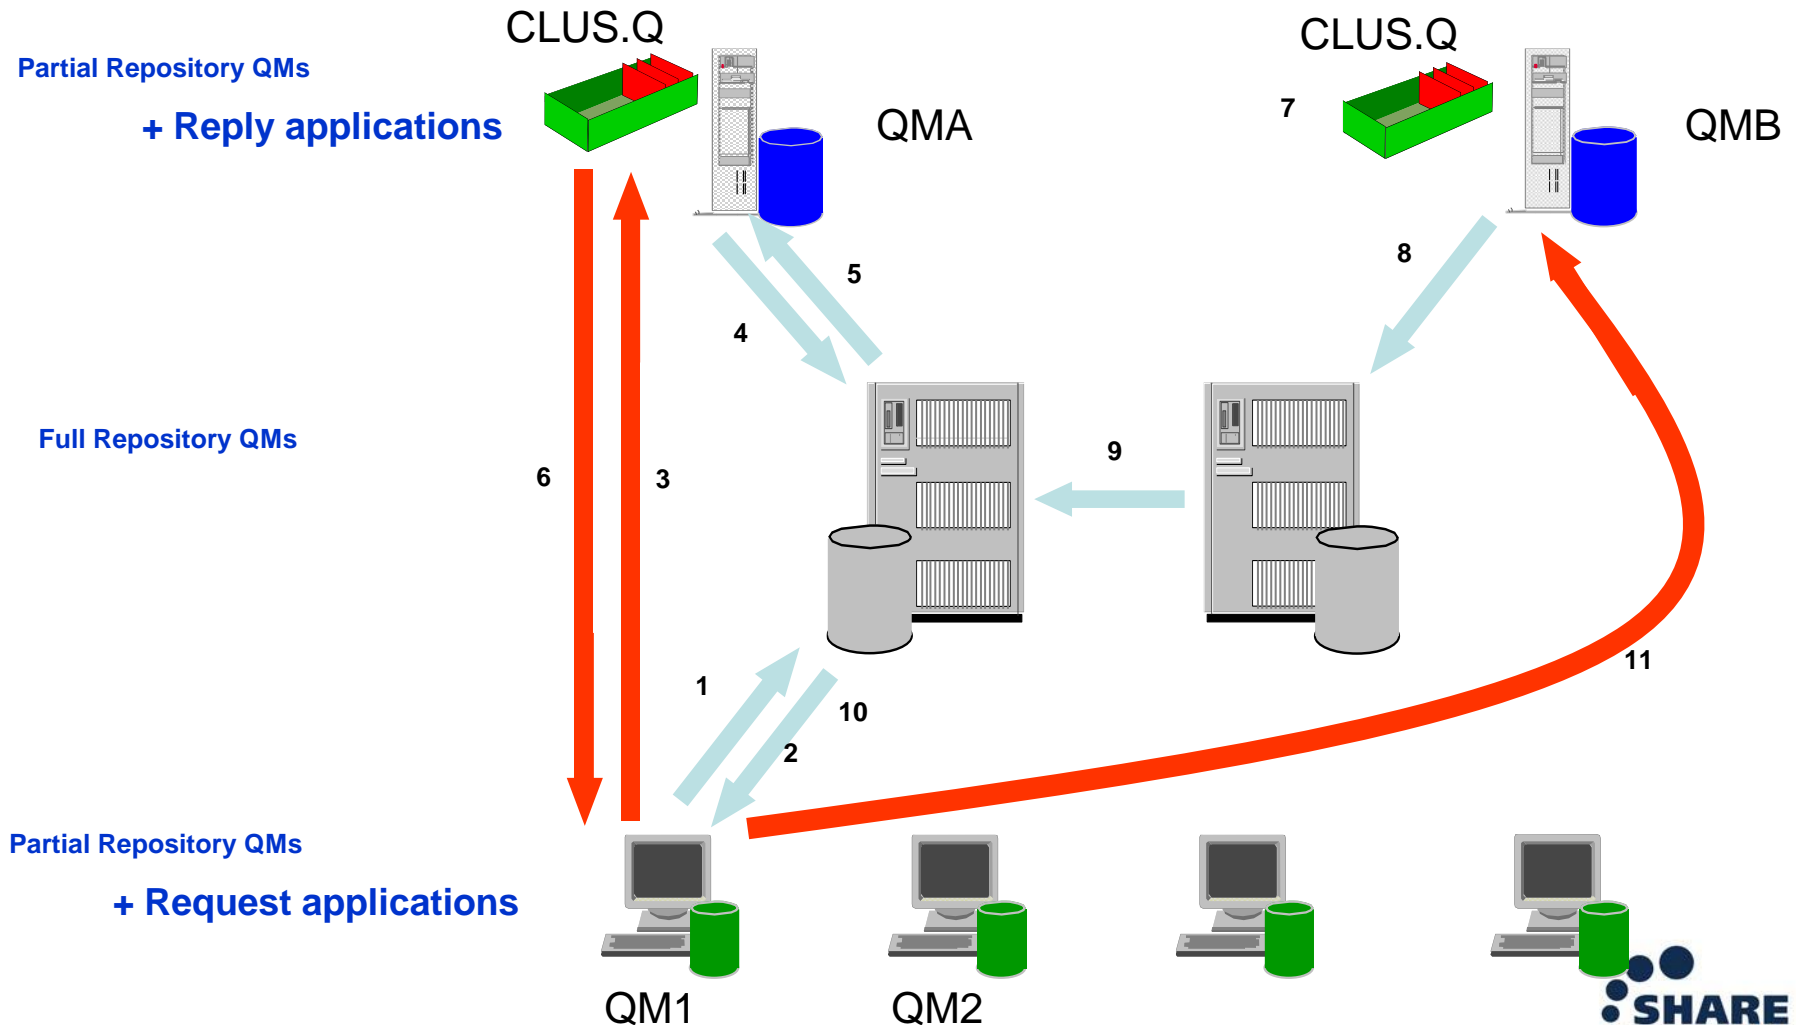 CLUS.Q
CLUS.Q
Partial Repository QMs
+ Reply applications
QMA
7
QMB
5
8
4
Full Repository QMs
6
3
9
1
10
2
11
Partial Repository QMs
+ Request applications
QM1
QM2
SHARE